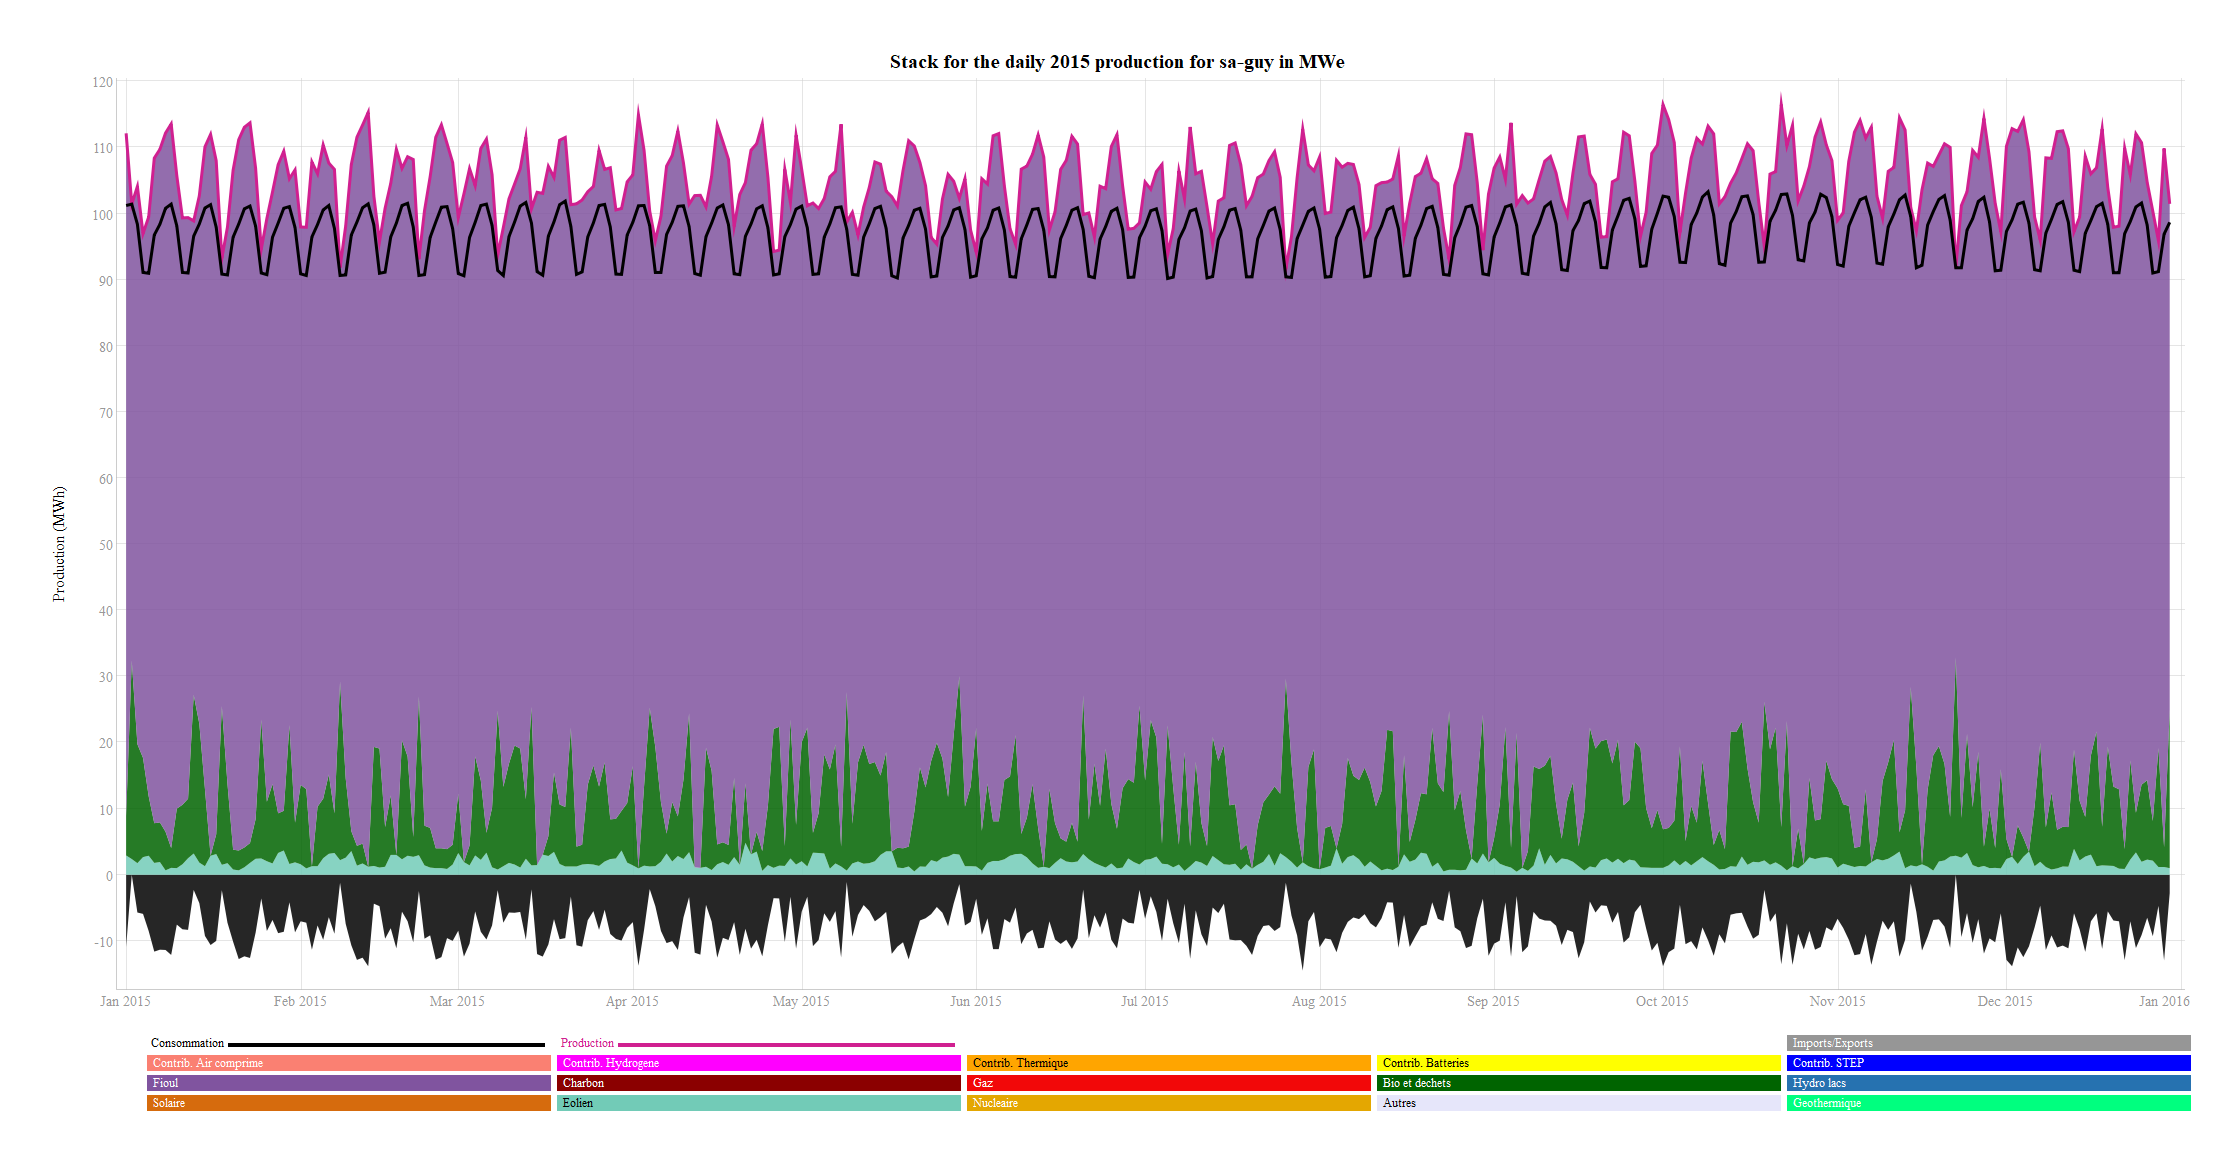 Stack for the daily 2015 production for sa-guy in MWe
120
110
100
90
80
70
60
50
40
30
20
10
0
-10
Production (MWh)
Jan 2015 Feb 2015 Mar 2015 Apr 2015 May 2015 Jun 2015 Jul 2015 Aug 2015 Sep 2015 Oct 2015 Nov 2015 Dec 2015 Jan 2016
Consommation Production Imports/Exports
Contrib. Air comprime Contrib. Hydrogene Contrib. Thermique Contrib. Batteries Contrib. STEP
Fioul Charbon Gaz Bio et dechets Hydro lacs
Solaire Eolien Nucleaire Autres Geothermique